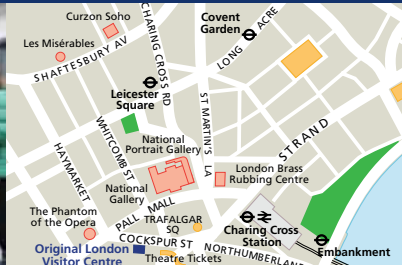 Curzon Soho
Covent
Garden
Les Misérables
CHARING CROSS RD
LONG ACRE
SHAFTESBURY AV
Leicester
Square
ST MARTIN'S LA
WHITCOMB ST
National
Portrait Gallery
STRAND
HAYMARKET
London Brass
Rubbing Centre
National
Gallery
PALL MALL
The Phantom
of the Opera
TRAFALGAR
SQ
Charing Cross
Station
COCKSPUR ST
NORTHUMBERLAND
Original London
Visitor Centre
Theatre Tickets
Embankment